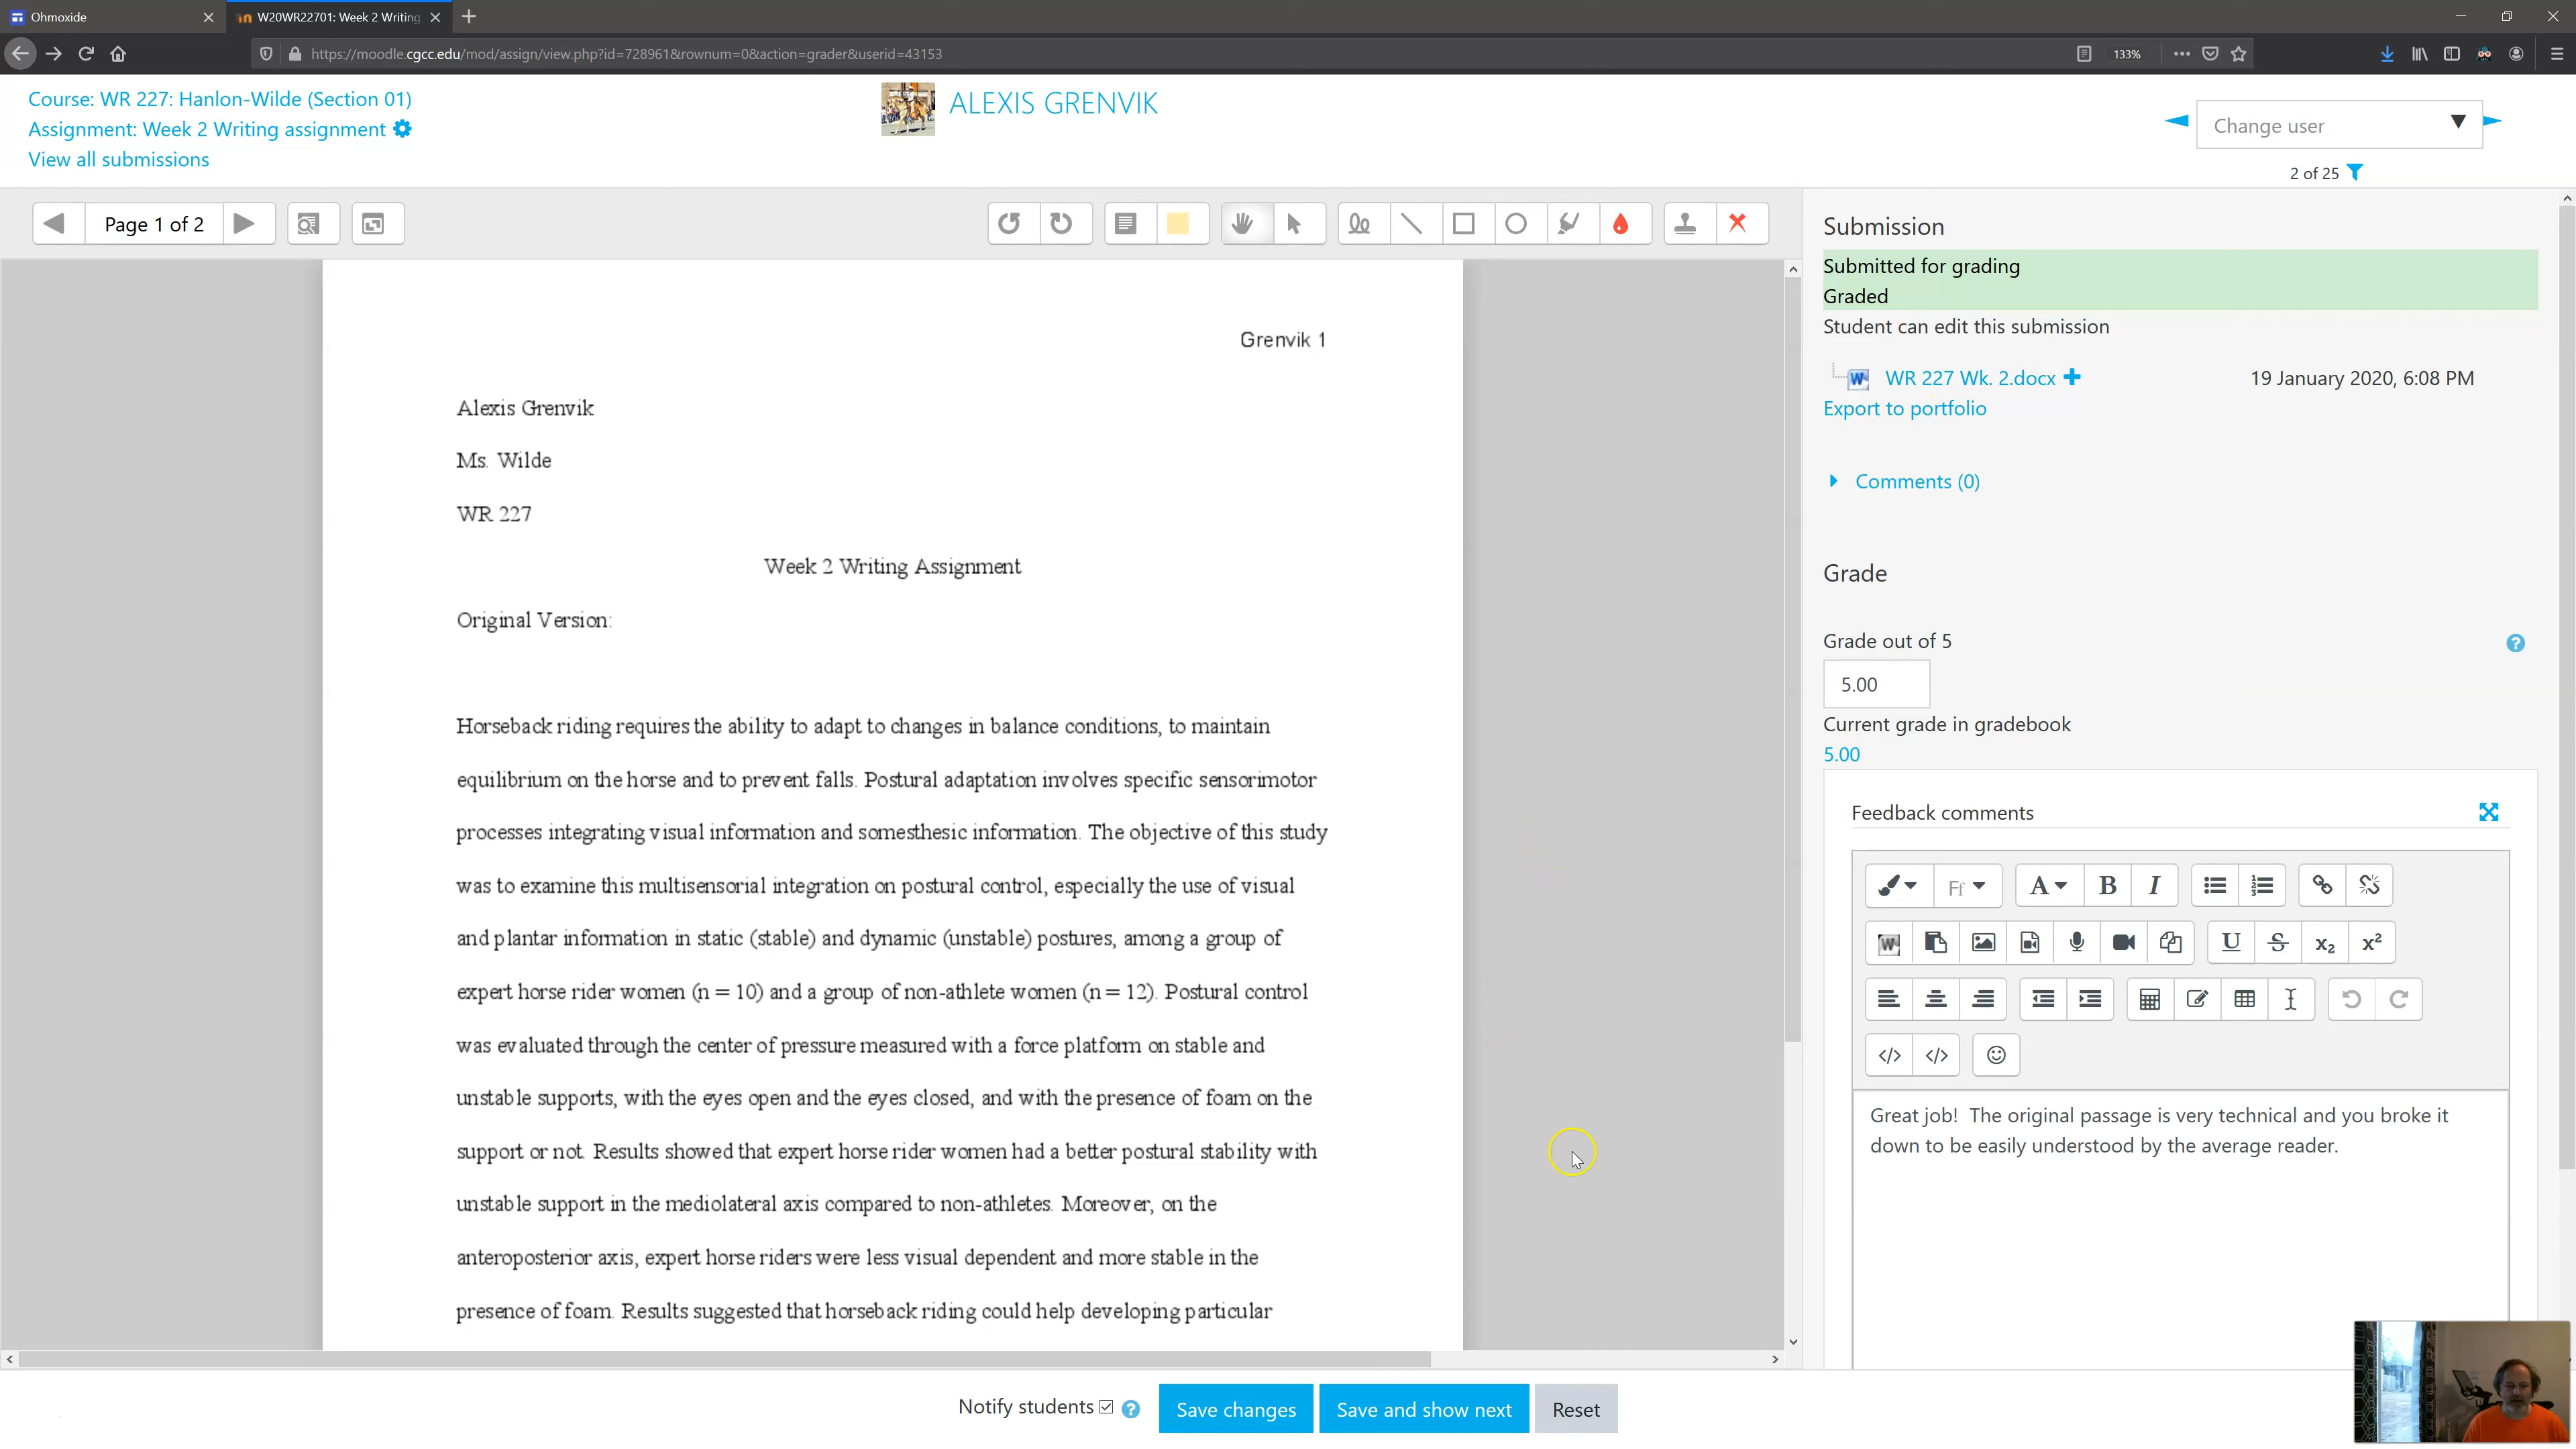 Ohmoxide
W20WR22701: Week 2 Writing
https://moodle.cgcc.edu/mod/assign/view.php?id=728961&rownum=0&action=grader&userid=43153
133%
Course: WR 227: Hanlon-Wilde (Section 01)
Assignment: Week 2 Writing assignment
View all submissions
ALEXIS GRENVIK
Change user
2 of 25
Page 1 of 2
Grenvik 1
Alexis Grenvik
Ms. Wilde
WR 227
Week 2 Writing Assignment
Original Version:
Horseback riding requires the ability to adapt to changes in balance conditions, to maintain
equilibrium on the horse and to prevent falls. Postural adaptation involves specific sensorimotor
processes integrating visual information and somesthesic information. The objective of this study
was to examine this multisensorial integration on postural control, especially the use of visual
and plantar information in static (stable) and dynamic (unstable) postures, among a group of
expert horse rider women (n = 10) and a group of non-athlete women (n = 12). Postural control
was evaluated through the center of pressure measured with a force platform on stable and
unstable supports, with the eyes open and the eyes closed, and with the presence of foam on the
support or not. Results showed that expert horse rider women had a better postural stability with
unstable support in the mediolateral axis compared to non-athletes. Moreover, on the
anteroposterior axis, expert horse riders were less visual dependent and more stable in the
presence of foam. Results suggested that horseback riding could help developing particular
Submission
Submitted for grading
Graded
Student can edit this submission
WR 227 Wk. 2.docx
19 January 2020, 6:08 PM
Export to portfolio
Comments (0)
Grade
Grade out of 5
5.00
Current grade in gradebook
5.00
Feedback comments
Great job!  The original passage is very technical and you broke it
down to be easily understood by the average reader.
Notify students
Save changes
Save and show next
Reset